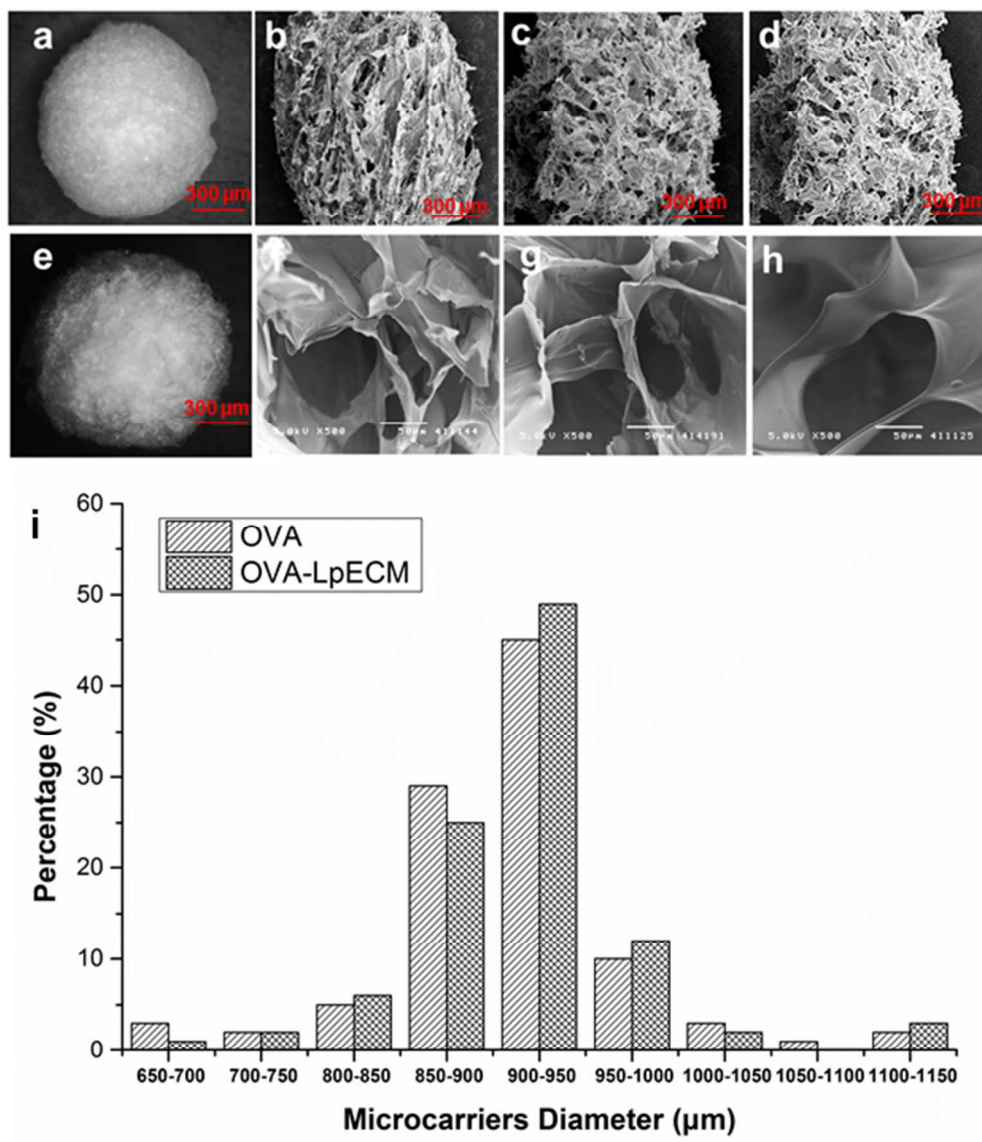 a
b
c
d
300 μm
300 μm
300 μm
300 μm
e
g
h
300 μm
5.0kV X500 50μm 411144
5.0kV X500 50μm 414191
5.0kV X500 50μm 411125
i
OVA
OVA-LpECM
60
50
40
30
20
10
0
Percentage (%)
650-700 700-750 800-850 850-900 900-950 950-1000 1000-1050 1050-1100 1100-1150
Microcarriers Diameter (μm)